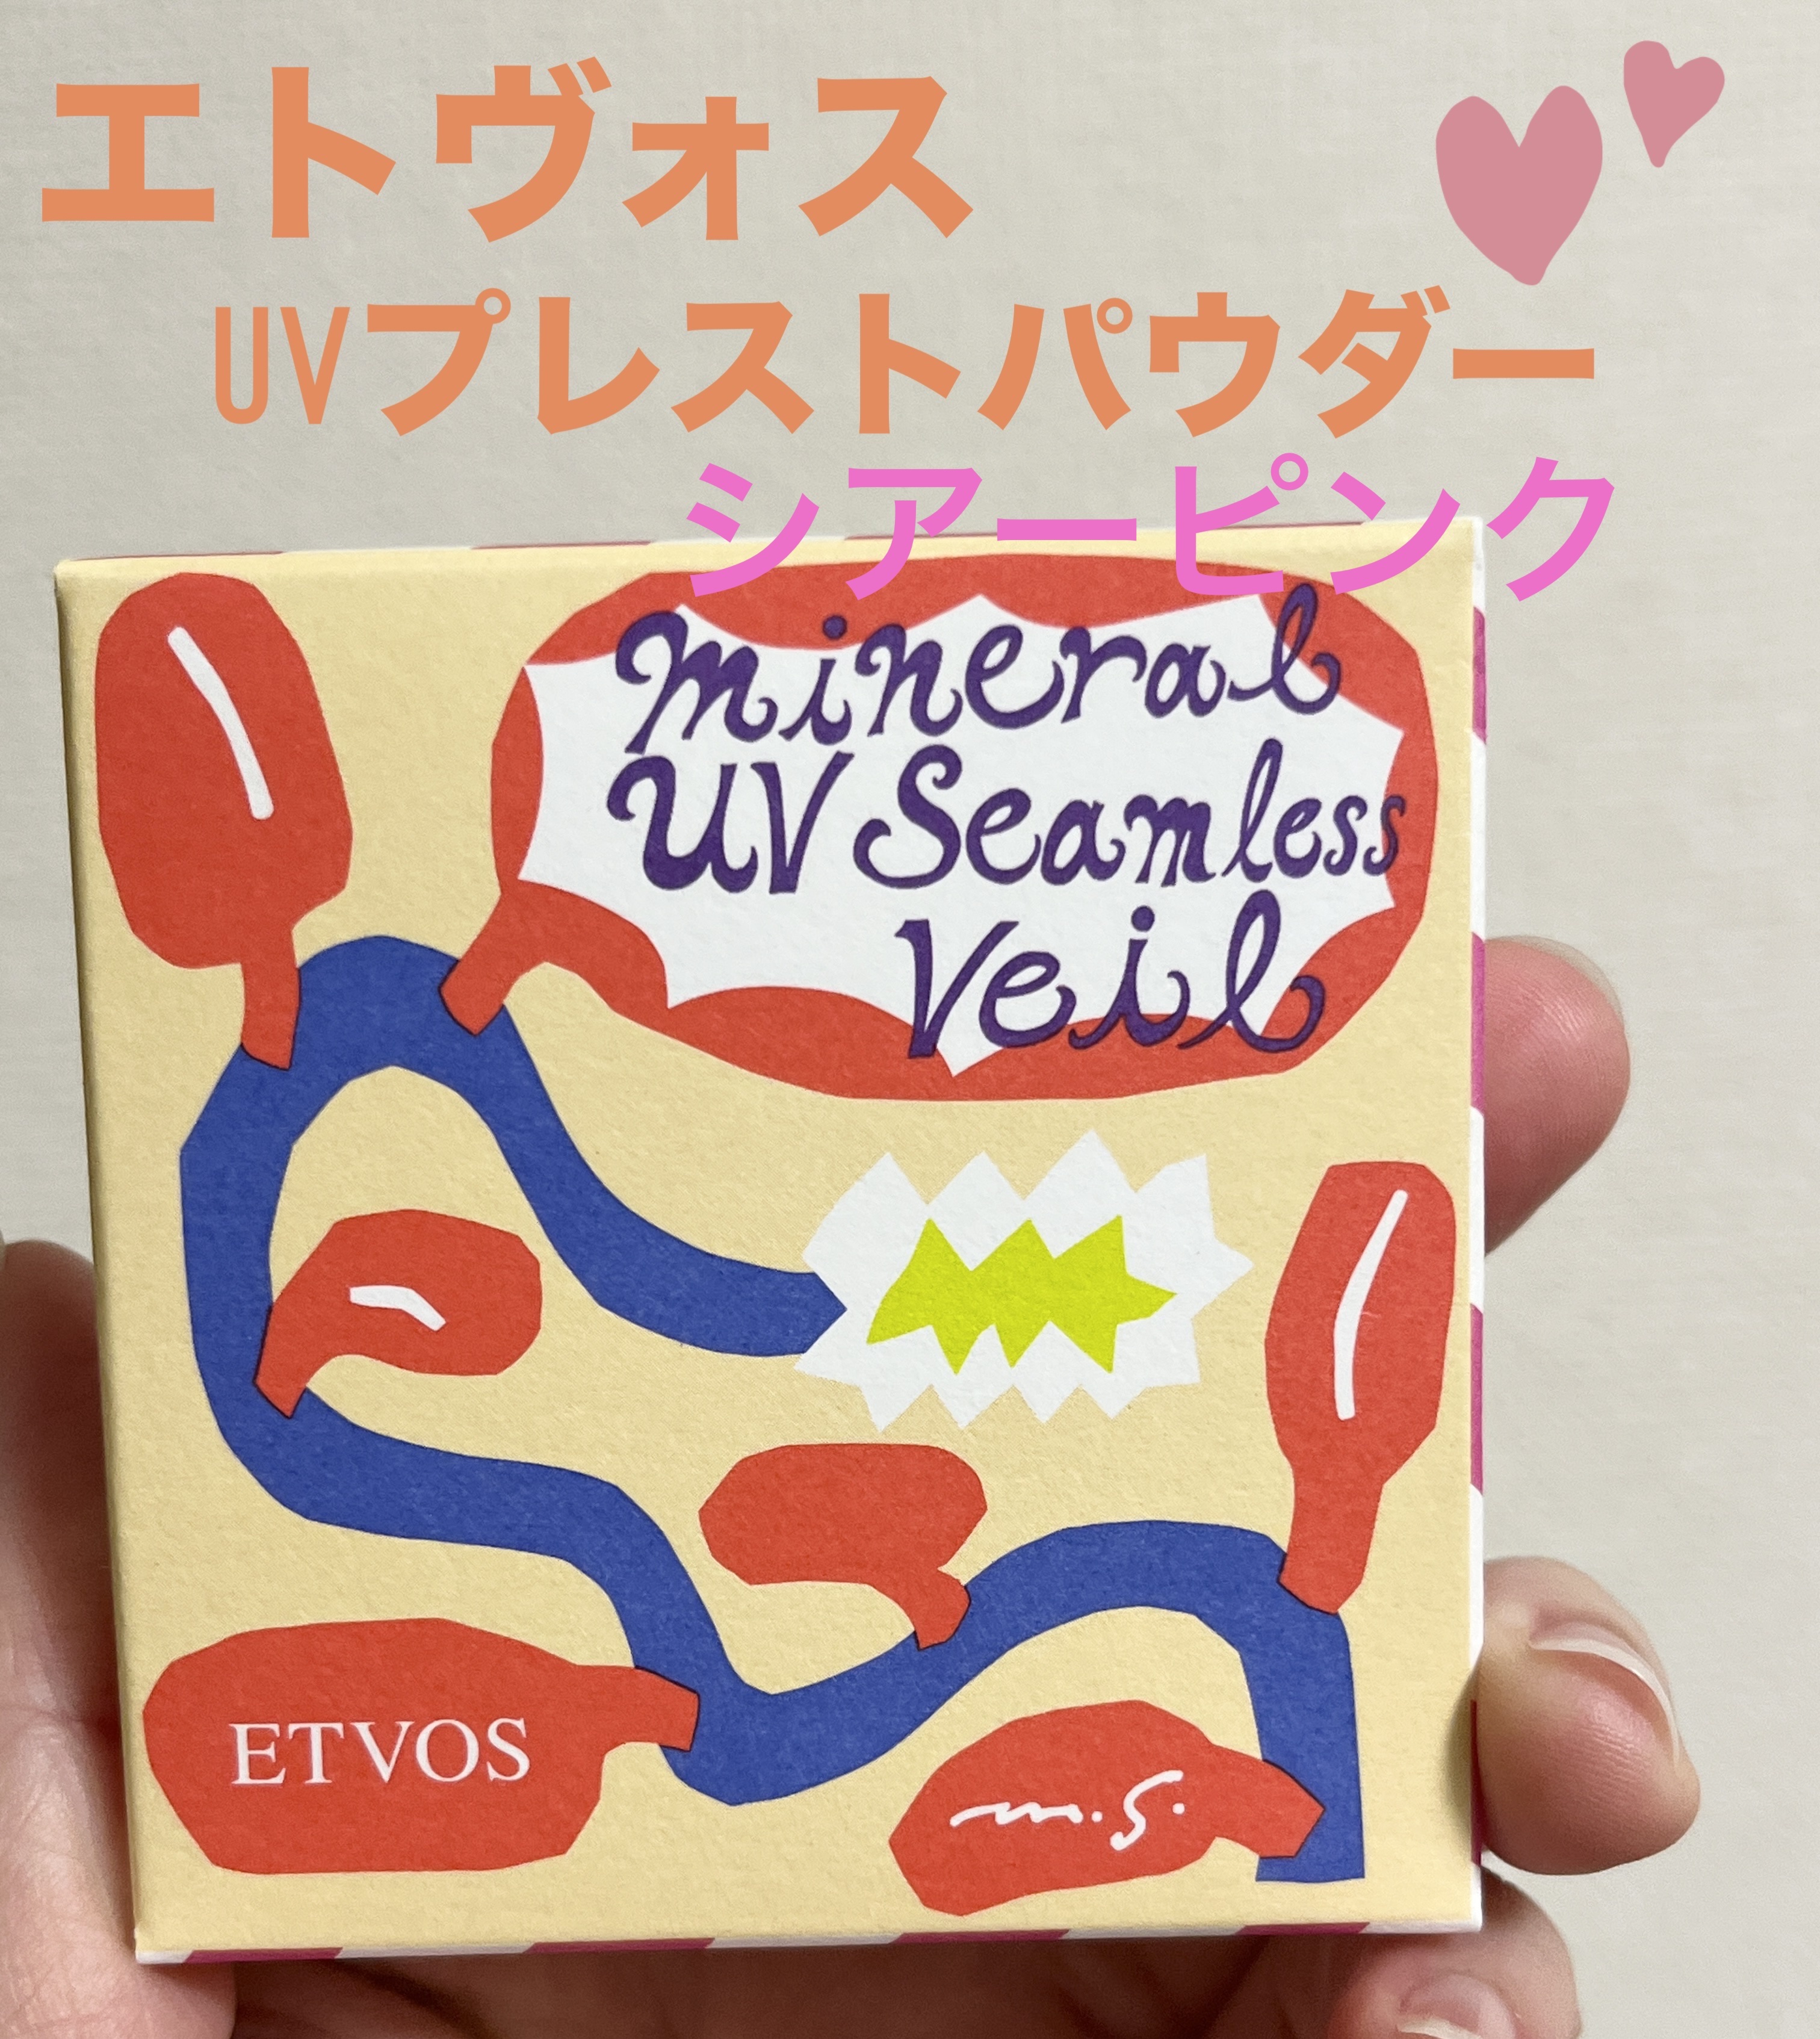 エトヴォス
UVプレストパウダー
シアーピンク
mineral
UV Seamless
Veil
ETVOS
m.s.